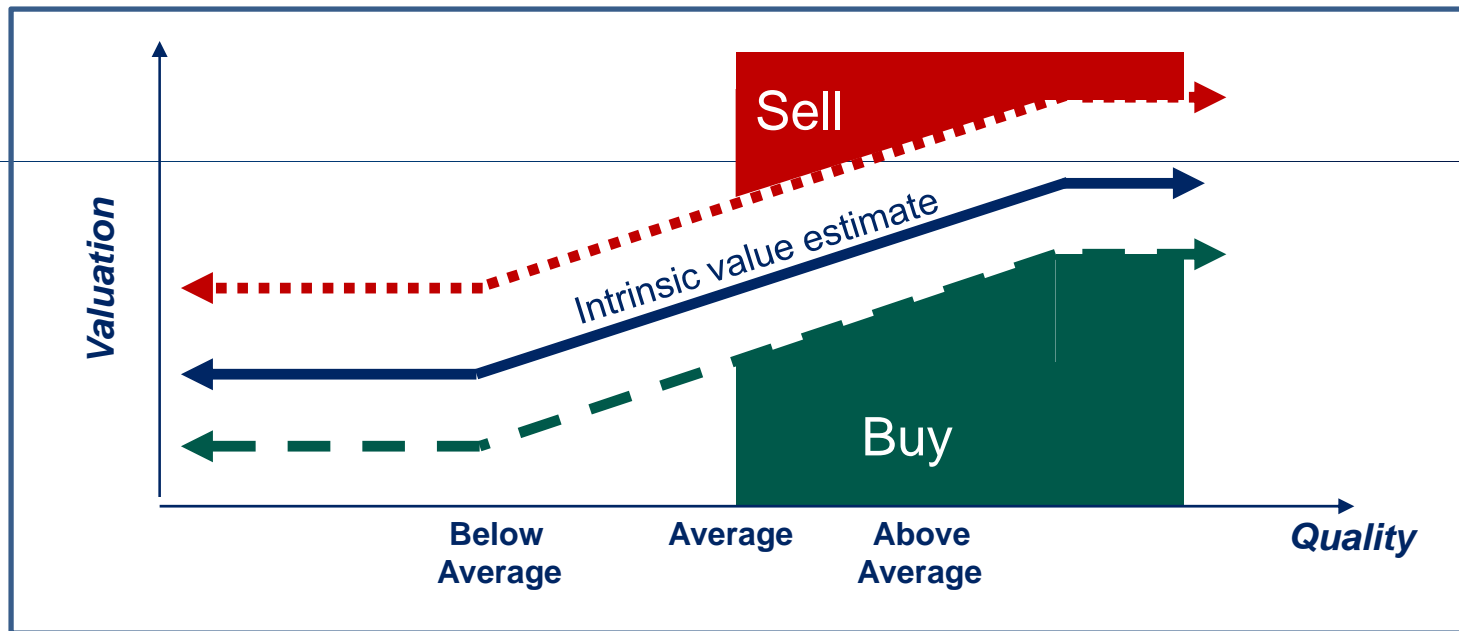 Sell
Intrinsic value estimate
Valuation
Buy
Below
Average
Average
Above
Average
Quality